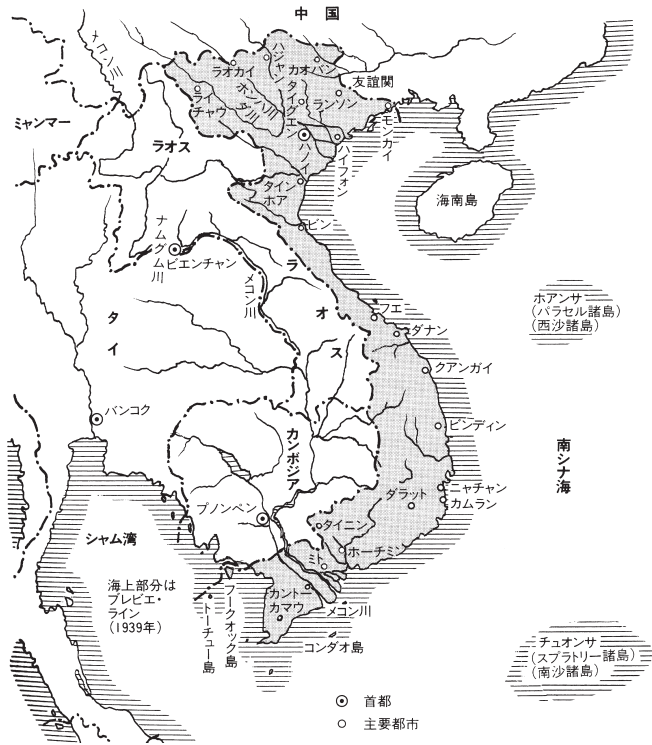 中国
メコン川
ハジャン
カオバン
ラオカイ
友誼関
ホンハ川
ダ川
タイグエン
ランソン
ライ
チャウ
ミャンマー
ラオス
モンカイ
ハノイ
ハイフォン
タイン
ホア
海南島
ビン
ナムグム川
ビエンチャン
メコン川
ラオス
ホアンサ
(パラセル諸島)
(西沙諸島)
タイ
フエ
ダナン
クアンガイ
バンコク
ビンディン
カンボジア
南シナ海
ニャチャン
ダラット
カムラン
プノンペン
タイニン
シャム湾
ホーチミン
ミト
海上部分は
ブレビエ・
ライン
(1939年)
カントー
カマウ
メコン川
フークオック島
トーチュー島
コンダオ島
チュオンサ
(スプラトリー諸島)
(南沙諸島)
首都
主要都市